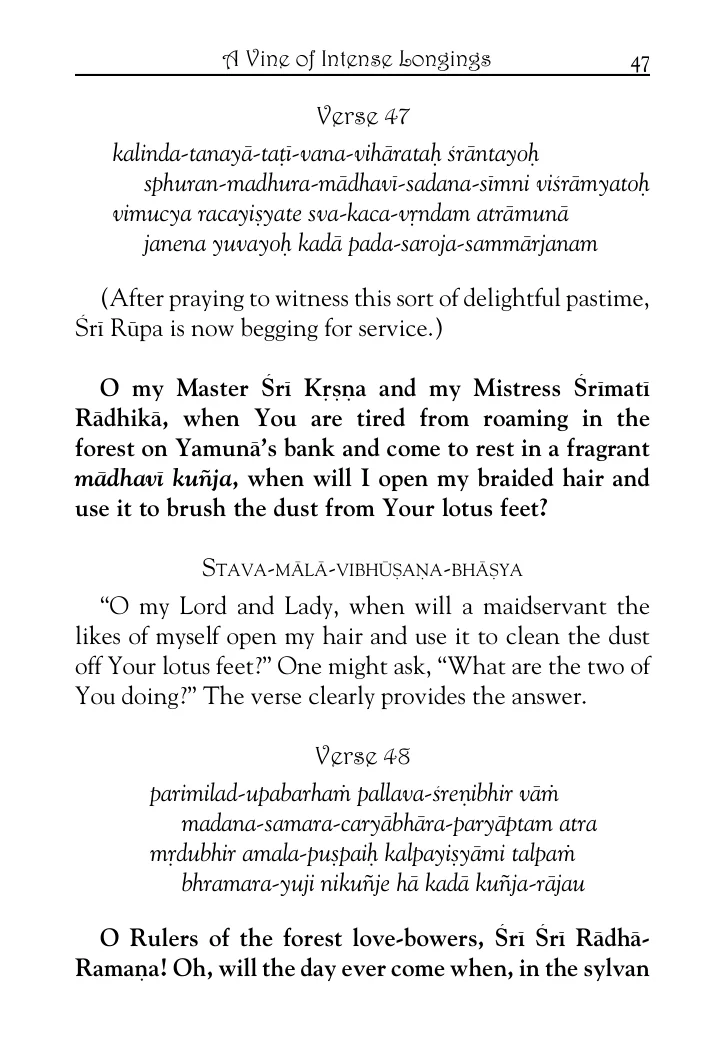 A Vine of Intense Longings 47
Verse 47
kalinda-tanayā-taṭī-vana-vihārataḥ śrāntayoḥ
sphuran-madhura-mādhavī-sadana-sīmni viśrāmyatoḥ
vimucya racayiṣyate sva-kaca-vṛndam atrāmunā
janena yuvayoḥ kadā pada-saroja-sammārjanam
(After praying to witness this sort of delightful pastime,
Śrī Rūpa is now begging for service.)
O my Master Śrī Kṛṣṇa and my Mistress Śrīmatī
Rādhikā, when You are tired from roaming in the
forest on Yamunā’s bank and come to rest in a fragrant
mādhavī kuñja, when will I open my braided hair and
use it to brush the dust from Your lotus feet?
Stava-mālā-vibhūṣaṇa-bhāṣya
“O my Lord and Lady, when will a maidservant the
likes of myself open my hair and use it to clean the dust
off Your lotus feet?” One might ask, “What are the two of
You doing?” The verse clearly provides the answer.
Verse 48
parimilad-upabarhaṁ pallava-śreṇibhir vāṁ
madana-samara-caryābhāra-paryāptam atra
mṛdubhir amala-puṣpaiḥ kalpayiṣyāmi talpaṁ
bhramara-yuji nikuñje hā kadā kuñja-rājau
O Rulers of the forest love-bowers, Śrī Śrī Rādhā-
Ramaṇa! Oh, will the day ever come when, in the sylvan